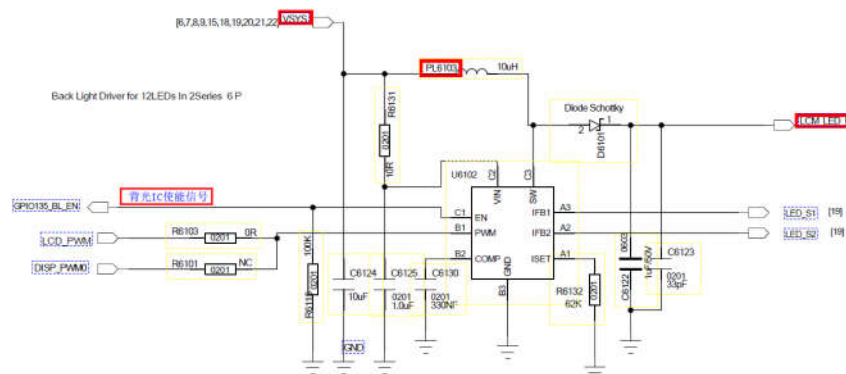 [6,7,8,9,15,18,19,20,21,22] VSYS
PL6103 10uH
Back Light Driver for 12LEDs In 2Series 6 P
R6131
0201
10R
Diode Schottky
2
1
D6101
LCM_LED_
U6102
C2
C3
VIN
SW
背光IC使能信号
GPIO135_BL_EN
C1
EN
IFB1
A3
LED_S1 [19]
R6103
0201
0R
B1
PWM
IFB2
A2
LED_S2 [19]
LCD_PWM
R6101
0201
NC
DISP_PWM0
B2
COMP
GND
ISET
A1
B3
100K
0201
C6124
10uF
C6125
0201
1.0uF
C6130
0201
330NF
R6132
62K
0201
0603
1uF/50V
C6122
C6123
0201
33pF
GND